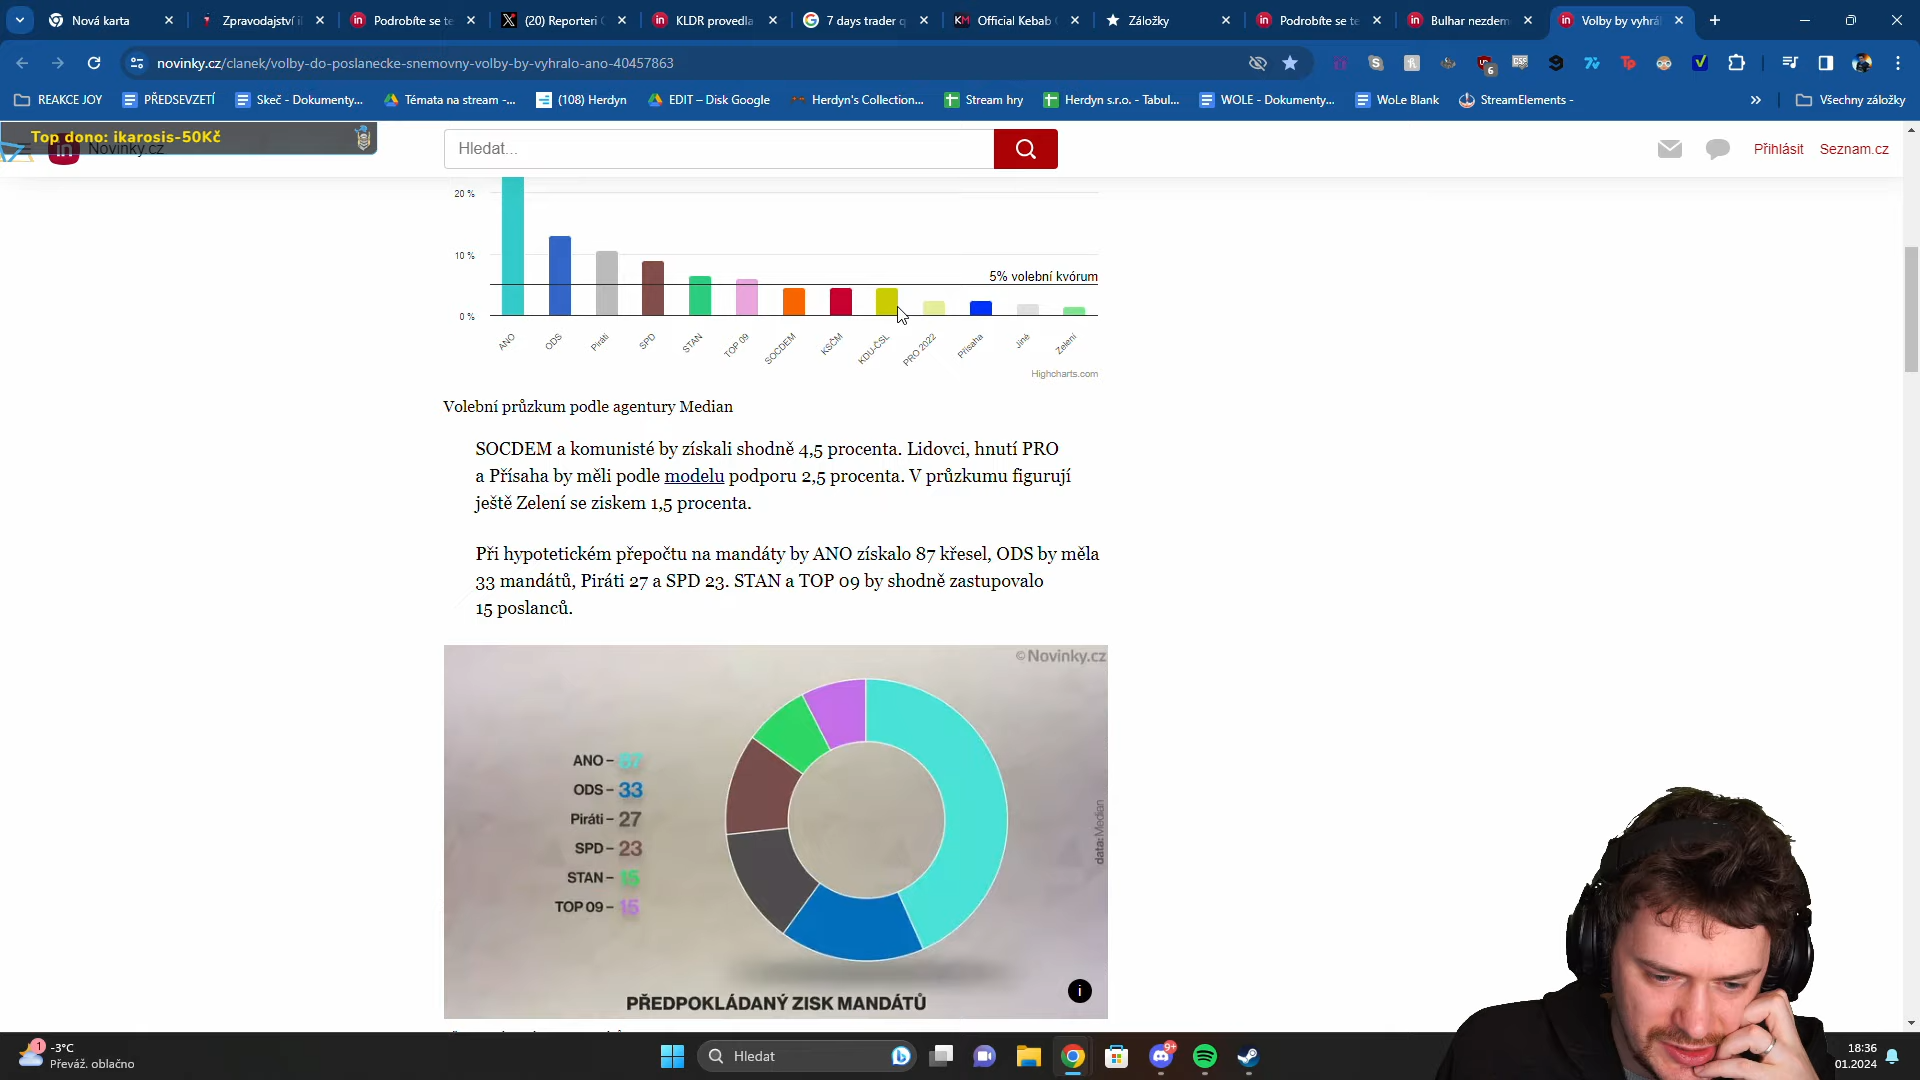 Nová karta
Zpravodajství i
Podrobíte se te
(20) Reporteri
KLDR provedla
7 days trader
Official Kebab
Záložky
Podrobíte se te
Bulhar nezdem
Volby by vyhrá
novinky.cz/clanek/volby-do-poslanecke-snemovny-volby-by-vyhralo-ano-40457863
6
REAKCE JOY
PŘEDSEVZETÍ
Skeč - Dokumenty...
Témata na stream -...
(108) Herdyn
EDIT – Disk Google
Herdyn's Collection...
Stream hry
Herdyn s.r.o. - Tabul...
WOLE - Dokumenty...
WoLe Blank
StreamElements -
Všechny záložky
Top dono: ikarosis-50Kč
Novinky.cz
Hledat...
Přihlásit
Seznam.cz
20 %
10 %
0 %
5% volební kvórum
ANO
ODS
Piráti
SPD
STAN
TOP 09
SOCDEM
KSČM
KDU-ČSL
PRO 2022
Přísaha
Jiné
Zelení
Highcharts.com
Volební průzkum podle agentury Median
SOCDEM a komunisté by získali shodně 4,5 procenta. Lidovci, hnutí PRO
a Přísaha by měli podle modelu podporu 2,5 procenta. V průzkumu figurují
ještě Zelení se ziskem 1,5 procenta.
Při hypotetickém přepočtu na mandáty by ANO získalo 87 křesel, ODS by měla
33 mandátů, Piráti 27 a SPD 23. STAN a TOP 09 by shodně zastupovalo
15 poslanců.
©Novinky.cz
ANO – 87
ODS – 33
Piráti – 27
SPD – 23
STAN – 15
TOP 09 – 15
data:Median
PŘEDPOKLÁDANÝ ZISK MANDÁTŮ
i
1
-3°C
Převáž. oblačno
Hledat
9+
18:36
01.2024